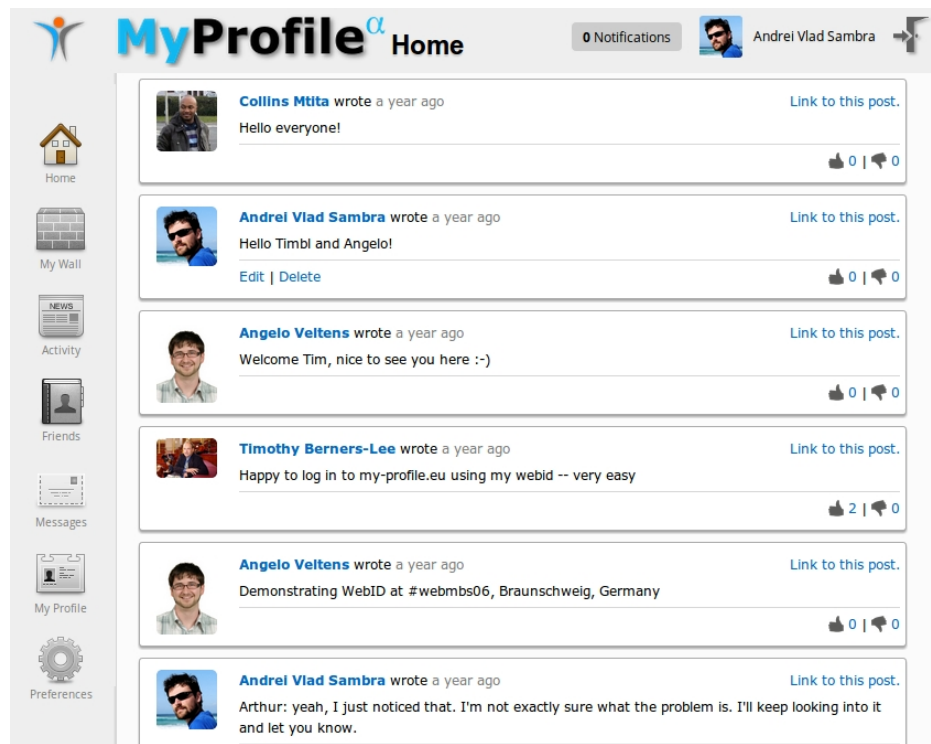 MyProfile α Home
0 Notifications
Andrei Vlad Sambra
Home
My Wall
NEWS
Activity
Friends
Messages
My Profile
Preferences
Collins Mtita wrote a year ago Link to this post.
Hello everyone!
0 | 0
Andrei Vlad Sambra wrote a year ago Link to this post.
Hello Timbl and Angelo!
Edit | Delete 0 | 0
Angelo Veltens wrote a year ago Link to this post.
Welcome Tim, nice to see you here :-)
0 | 0
Timothy Berners-Lee wrote a year ago Link to this post.
Happy to log in to my-profile.eu using my webid -- very easy
2 | 0
Angelo Veltens wrote a year ago Link to this post.
Demonstrating WebID at #webmbs06, Braunschweig, Germany
0 | 0
Andrei Vlad Sambra wrote a year ago Link to this post.
Arthur: yeah, I just noticed that. I'm not exactly sure what the problem is. I'll keep looking into it
and let you know.